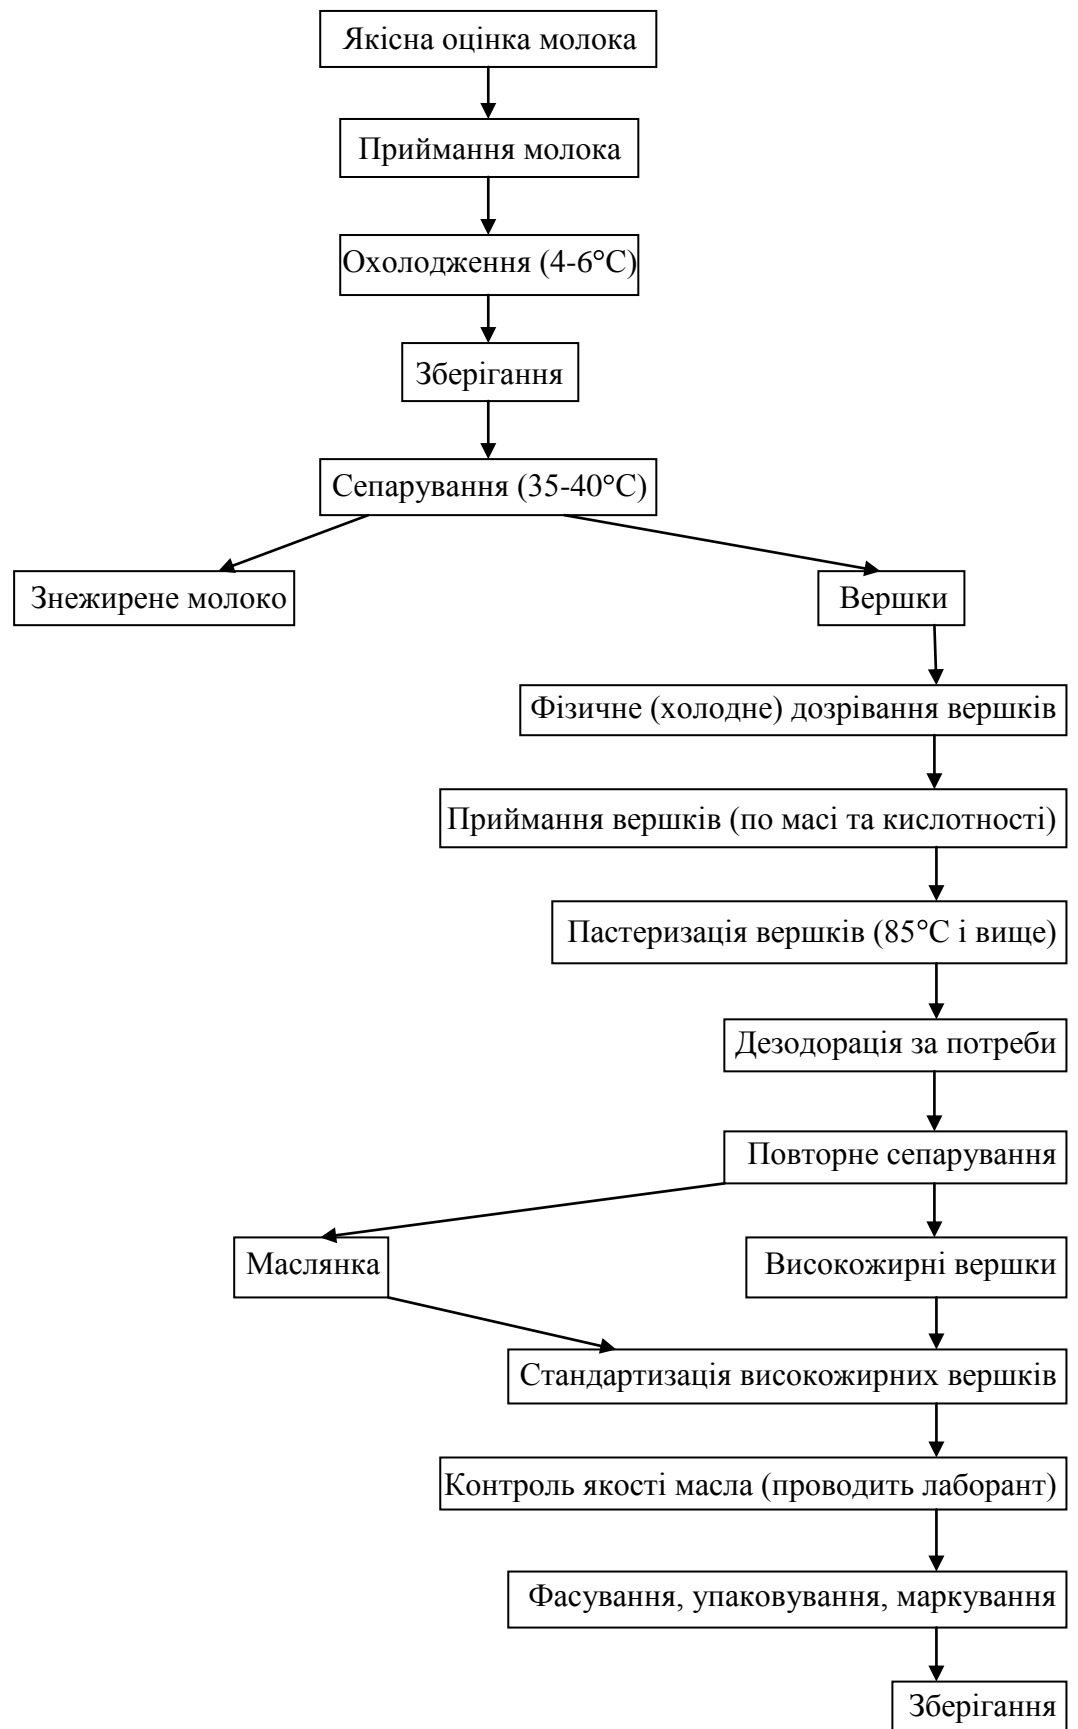 Якісна оцінка молока
Приймання молока
Охолодження (4-6°С)
Зберігання
Сепарування (35-40°С)
Знежирене молоко
Вершки
Фізичне (холодне) дозрівання вершків
Приймання вершків (по масі та кислотності)
Пастеризація вершків (85°С і вище)
Дезодорація за потреби
Повторне сепарування
Маслянка
Високожирні вершки
Стандартизація високожирних вершків
Контроль якості масла (проводить лаборант)
Фасування, упаковування, маркування
Зберігання